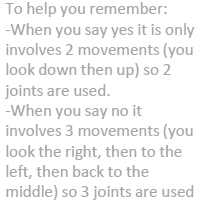 To help you remember:
-When you say yes it is only
involves 2 movements (you
look down then up) so 2
joints are used.
-When you say no it
involves 3 movements (you
look the right, then to the
left, then back to the
middle) so 3 joints are used